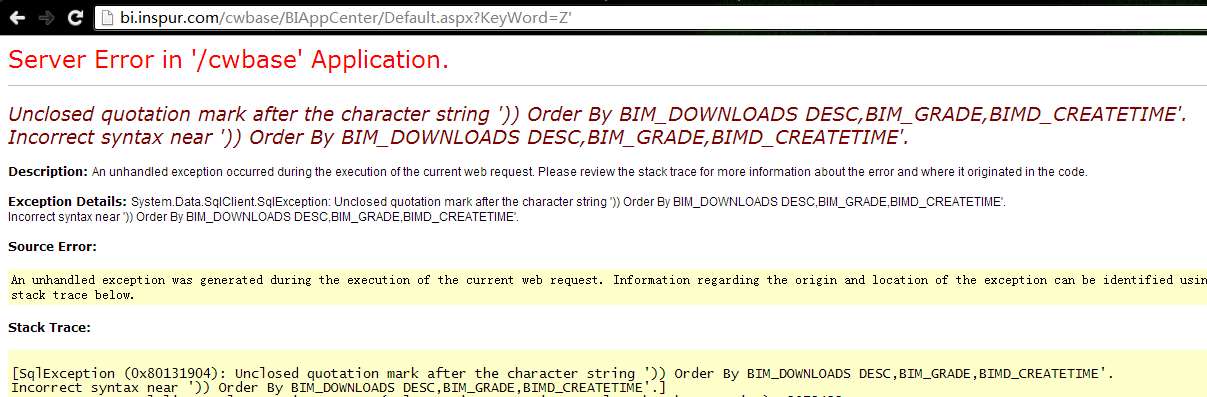 bi.inspur.com/cwbase/BIAppCenter/Default.aspx?KeyWord=Z'
Server Error in '/cwbase' Application.
Unclosed quotation mark after the character string ')) Order By BIM_DOWNLOADS DESC,BIM_GRADE,BIMD_CREATETIME'.
Incorrect syntax near ')) Order By BIM_DOWNLOADS DESC,BIM_GRADE,BIMD_CREATETIME'.
Description: An unhandled exception occurred during the execution of the current web request. Please review the stack trace for more information about the error and where it originated in the code.
Exception Details: System.Data.SqlClient.SqlException: Unclosed quotation mark after the character string ')) Order By BIM_DOWNLOADS DESC,BIM_GRADE,BIMD_CREATETIME'.
Incorrect syntax near ')) Order By BIM_DOWNLOADS DESC,BIM_GRADE,BIMD_CREATETIME'.
Source Error:
An unhandled exception was generated during the execution of the current web request. Information regarding the origin and location of the exception can be identified usin
stack trace below.
Stack Trace:
[SqlException (0x80131904): Unclosed quotation mark after the character string ')) Order By BIM_DOWNLOADS DESC,BIM_GRADE,BIMD_CREATETIME'.
Incorrect syntax near ')) Order By BIM_DOWNLOADS DESC,BIM_GRADE,BIMD_CREATETIME'.]